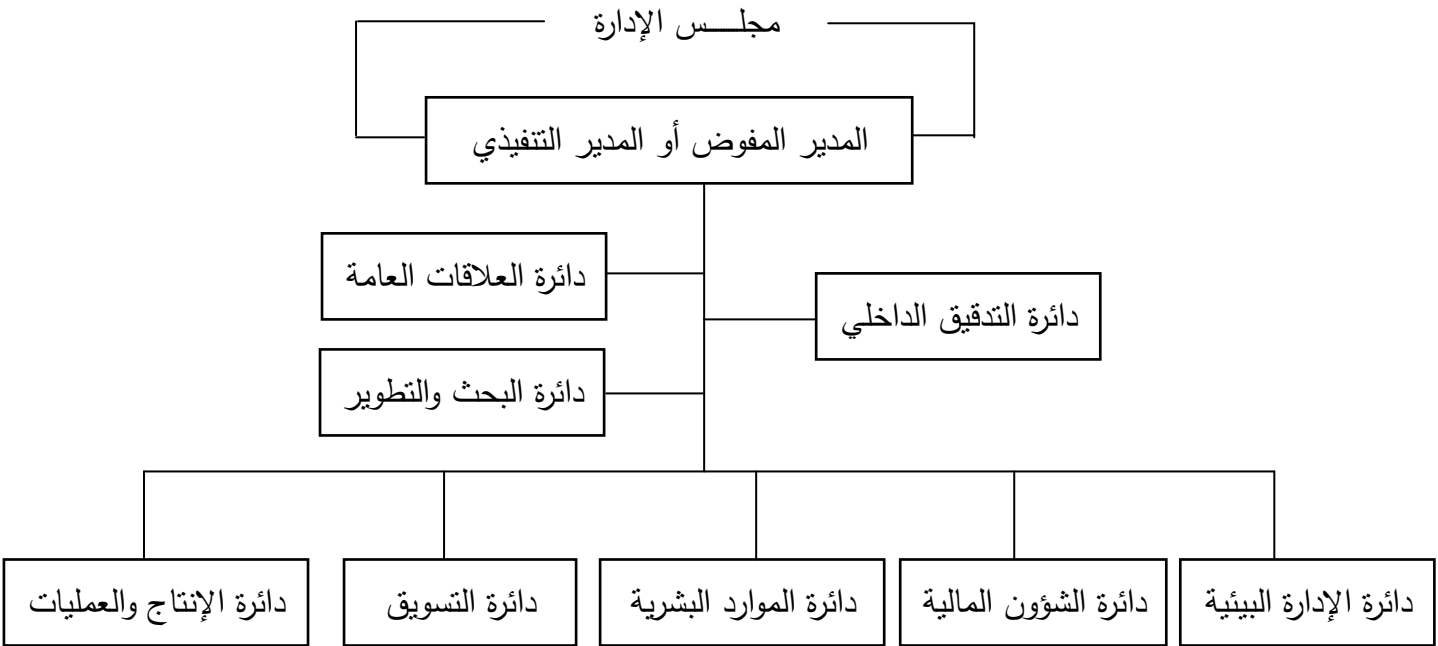 مجلــــس الإدارة
المدير المفوض أو المدير التنفيذي
دائرة العلاقات العامة
دائرة التدقيق الداخلي
دائرة البحث والتطوير
دائرة الإدارة البيئية
دائرة الشؤون المالية
دائرة الموارد البشرية
دائرة التسويق
دائرة الإنتاج والعمليات